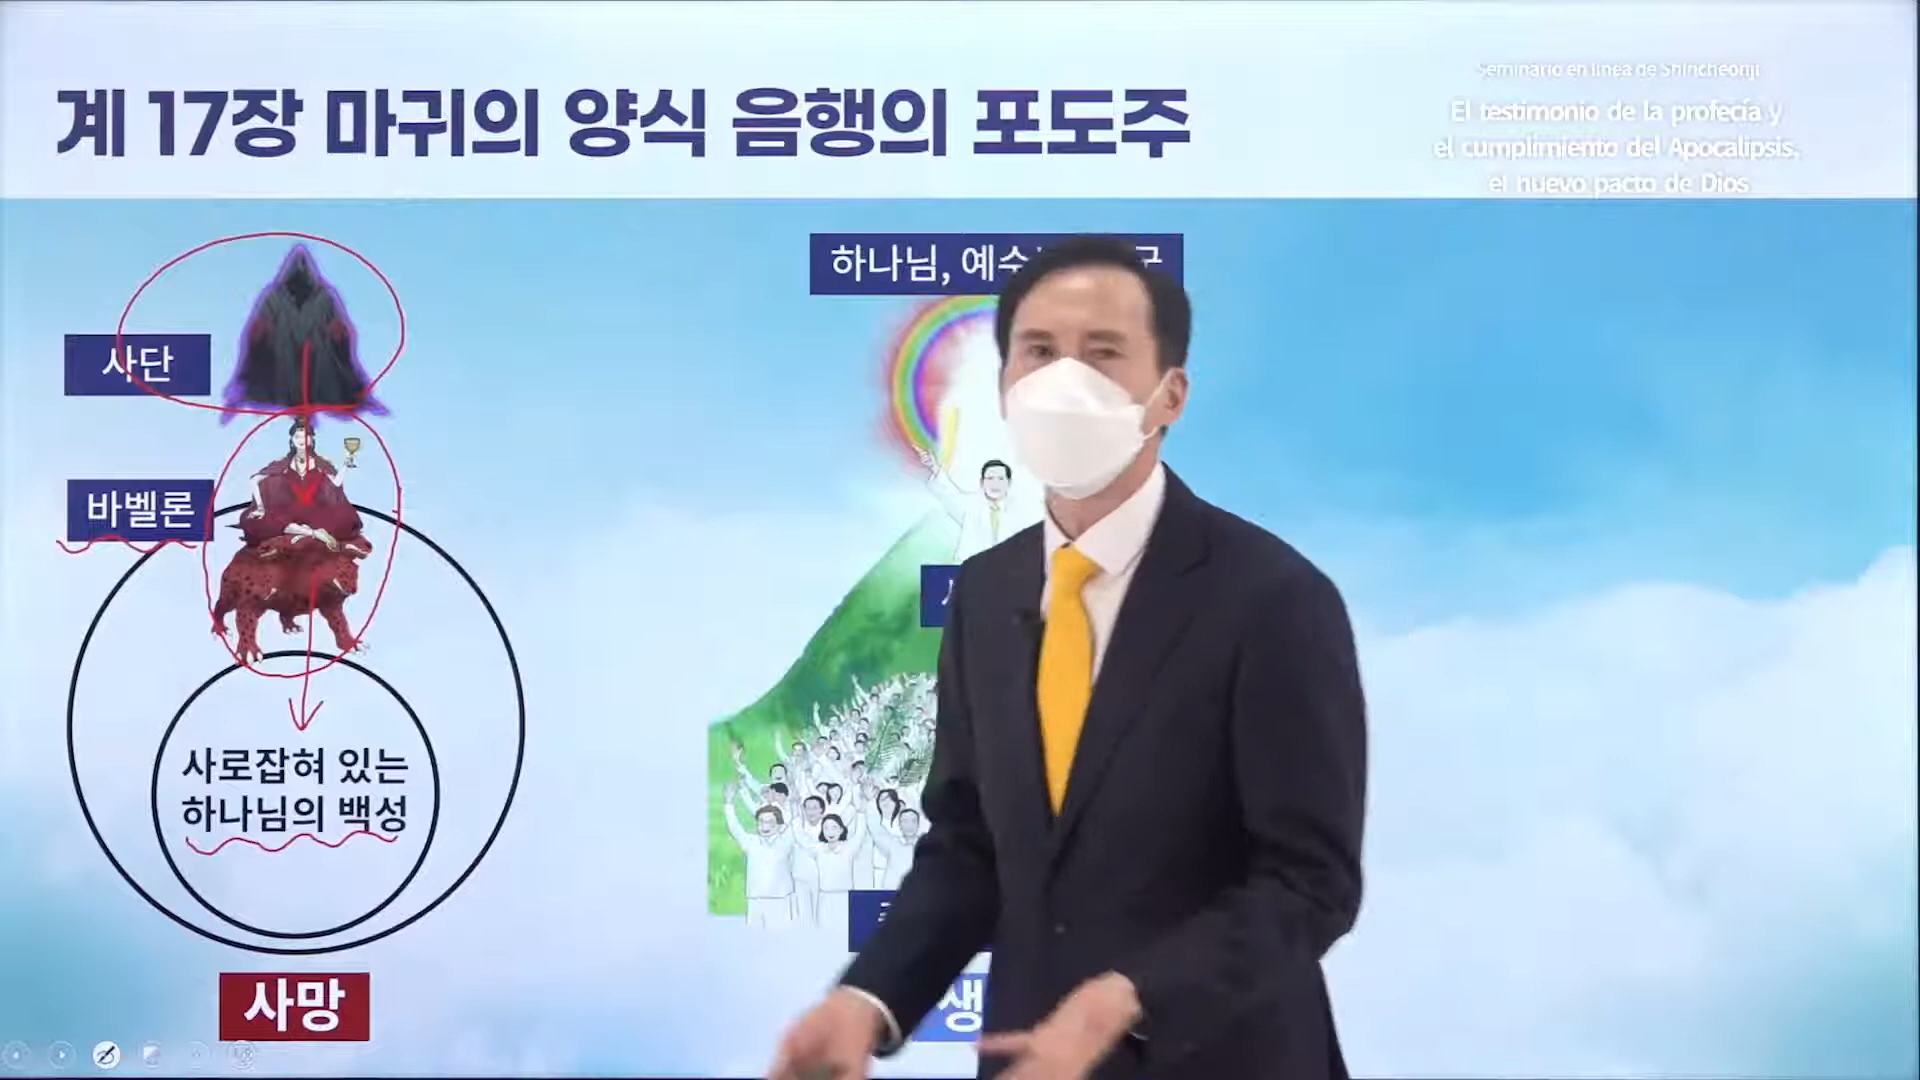 계 17장 마귀의 양식 음행의 포도주
Seminario en línea de Shincheonji
El testimonio de la profecía y
el cumplimiento del Apocalipsis,
el nuevo pacto de Dios
하나님, 예수
사단
바벨론
사로잡혀 있는
하나님의 백성
사망
생